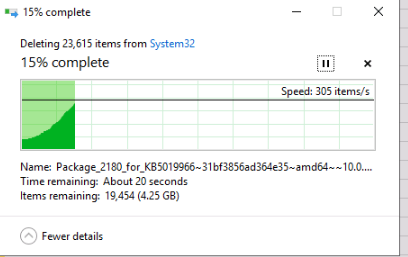 15% complete
Deleting 23,615 items from System32
15% complete
Speed: 305 items/s
Name: Package_2180_for_KB5019966~31bf3856ad364e35~amd64~~10.0....
Time remaining: About 20 seconds
Items remaining: 19,454 (4.25 GB)
Fewer details